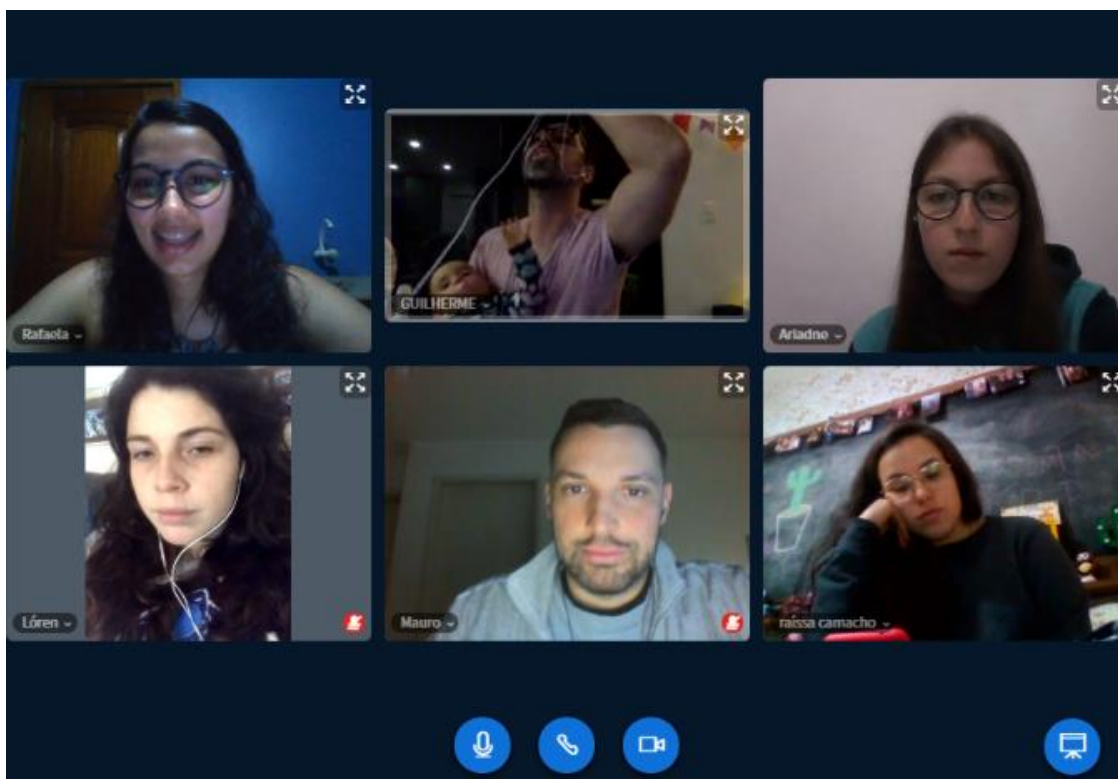 Rafaela
GUILHERME
Ariadne
Lóren
Mauro
raíssa camacho